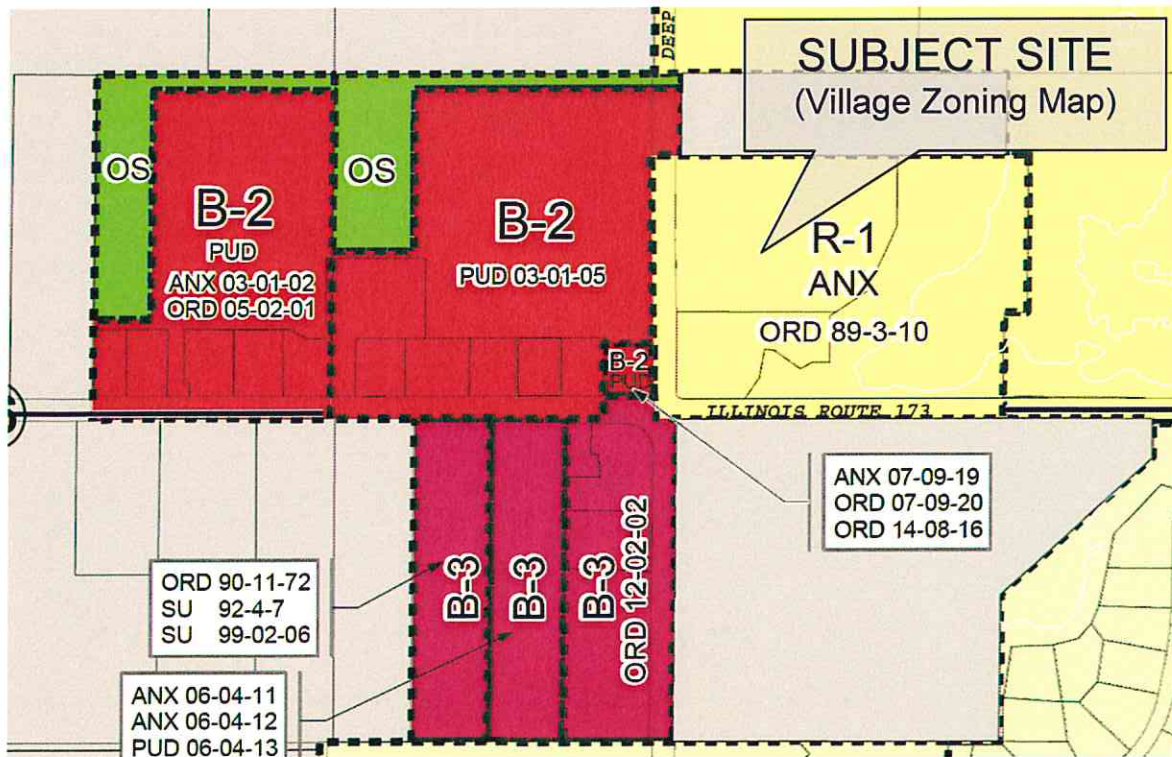 DEEP
SUBJECT SITE
(Village Zoning Map)
OS
B-2
PUD
ANX 03-01-02
ORD 05-02-01
OS
B-2
PUD 03-01-05
R-1
ANX
ORD 89-3-10
B-2
PUD
ILLINOIS ROUTE 173
ANX 07-09-19
ORD 07-09-20
ORD 14-08-16
B-3
B-3
B-3
ORD 12-02-02
ORD 90-11-72
SU 92-4-7
SU 99-02-06
ANX 06-04-11
ANX 06-04-12
PUD 06-04-13